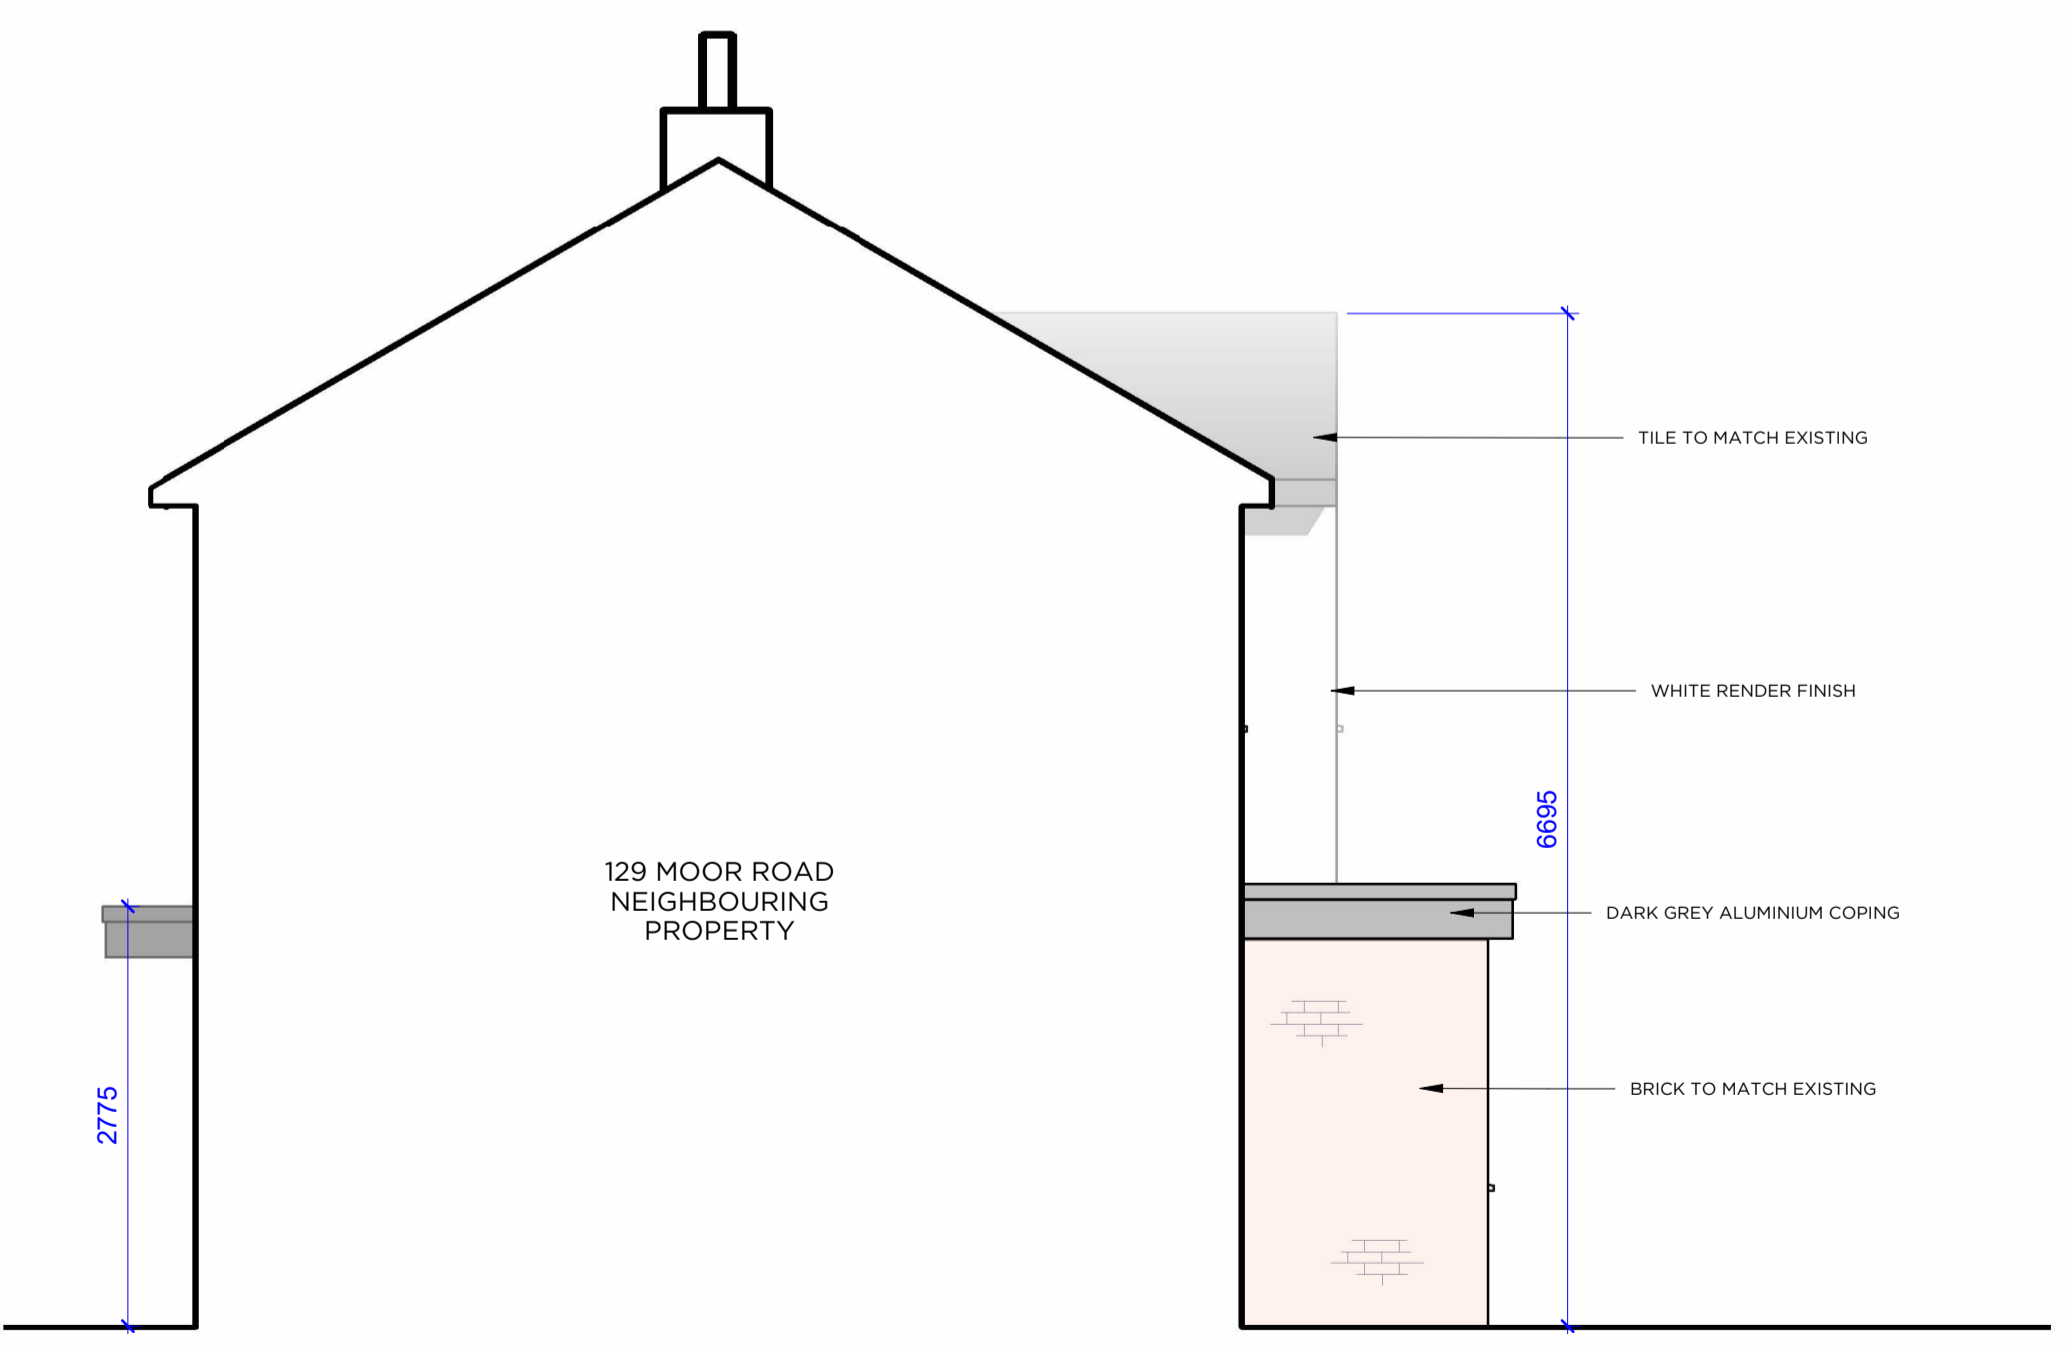 TILE TO MATCH EXISTING
WHITE RENDER FINISH
6695
129 MOOR ROAD
NEIGHBOURING
PROPERTY
DARK GREY ALUMINIUM COPING
2775
BRICK TO MATCH EXISTING